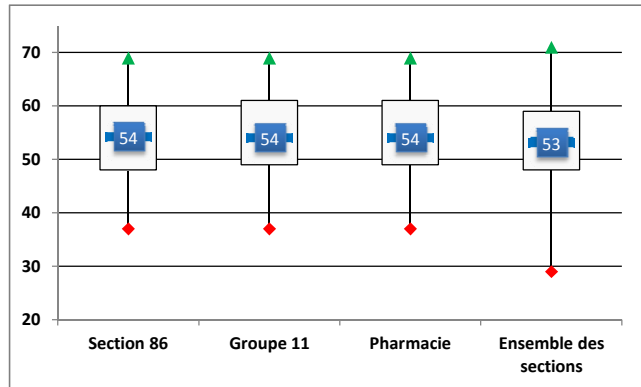 70
60
50
40
30
20
54
54
54
53
Section 86
Groupe 11
Pharmacie
Ensemble des
sections